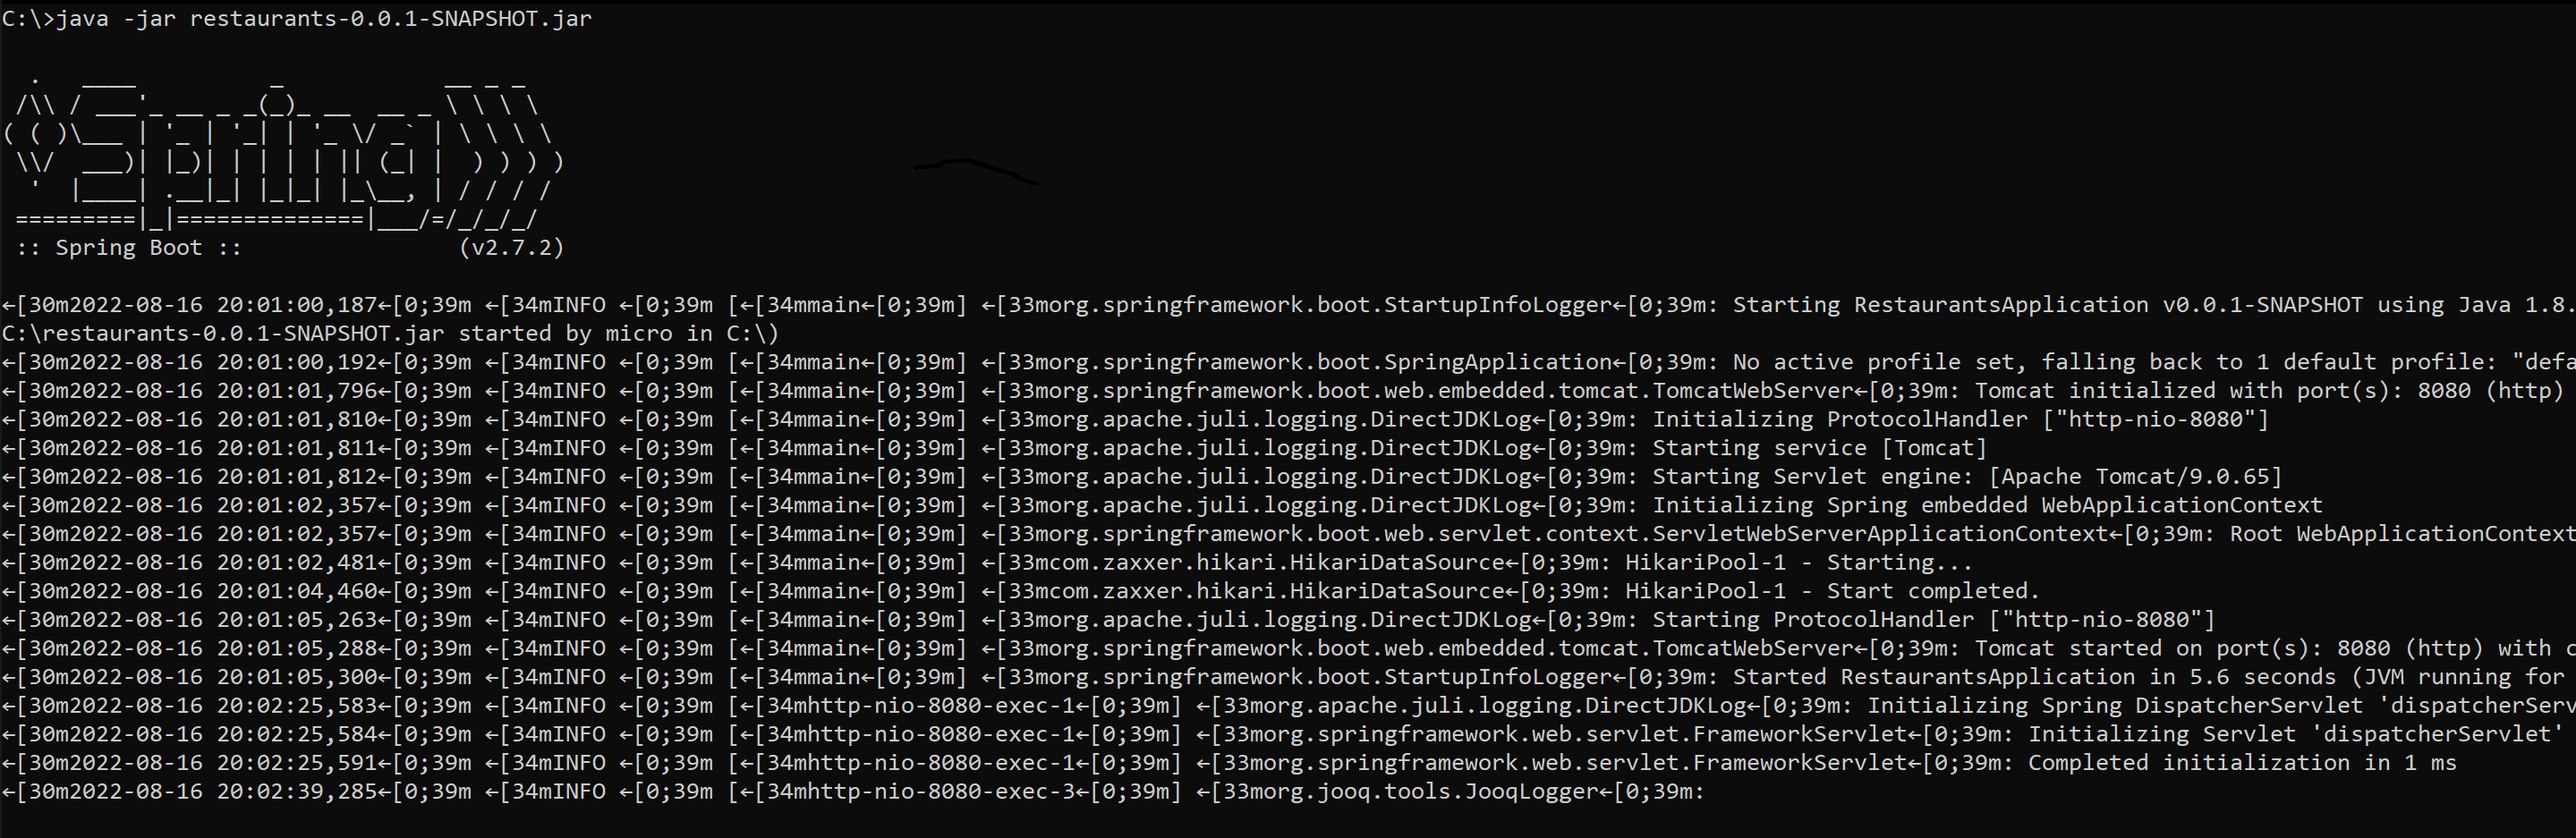 C:\>java -jar restaurants-0.0.1-SNAPSHOT.jar
  .   ____          _            __ _ _
 /\\ / ___'_ __ _ _(_)_ __  __ _ \ \ \ \
( ( )\___ | '_ | '_| | '_ \/ _` | \ \ \ \
 \\/  ___)| |_)| | | | | || (_| |  ) ) ) )
  '  |____| .__|_| |_|_| |_\__, | / / / /
 =========|_|==============|___/=/_/_/_/
 :: Spring Boot ::                (v2.7.2)
←[30m2022-08-16 20:01:00,187←[0;39m ←[34mINFO ←[0;39m [←[34mmain←[0;39m] ←[33morg.springframework.boot.StartupInfoLogger←[0;39m: Starting RestaurantsApplication v0.0.1-SNAPSHOT using Java 1.8.
C:\restaurants-0.0.1-SNAPSHOT.jar started by micro in C:\)
←[30m2022-08-16 20:01:00,192←[0;39m ←[34mINFO ←[0;39m [←[34mmain←[0;39m] ←[33morg.springframework.boot.SpringApplication←[0;39m: No active profile set, falling back to 1 default profile: "defa
←[30m2022-08-16 20:01:01,796←[0;39m ←[34mINFO ←[0;39m [←[34mmain←[0;39m] ←[33morg.springframework.boot.web.embedded.tomcat.TomcatWebServer←[0;39m: Tomcat initialized with port(s): 8080 (http)
←[30m2022-08-16 20:01:01,810←[0;39m ←[34mINFO ←[0;39m [←[34mmain←[0;39m] ←[33morg.apache.juli.logging.DirectJDKLog←[0;39m: Initializing ProtocolHandler ["http-nio-8080"]
←[30m2022-08-16 20:01:01,811←[0;39m ←[34mINFO ←[0;39m [←[34mmain←[0;39m] ←[33morg.apache.juli.logging.DirectJDKLog←[0;39m: Starting service [Tomcat]
←[30m2022-08-16 20:01:01,812←[0;39m ←[34mINFO ←[0;39m [←[34mmain←[0;39m] ←[33morg.apache.juli.logging.DirectJDKLog←[0;39m: Starting Servlet engine: [Apache Tomcat/9.0.65]
←[30m2022-08-16 20:01:02,357←[0;39m ←[34mINFO ←[0;39m [←[34mmain←[0;39m] ←[33morg.apache.juli.logging.DirectJDKLog←[0;39m: Initializing Spring embedded WebApplicationContext
←[30m2022-08-16 20:01:02,357←[0;39m ←[34mINFO ←[0;39m [←[34mmain←[0;39m] ←[33morg.springframework.boot.web.servlet.context.ServletWebServerApplicationContext←[0;39m: Root WebApplicationContext
←[30m2022-08-16 20:01:02,481←[0;39m ←[34mINFO ←[0;39m [←[34mmain←[0;39m] ←[33mcom.zaxxer.hikari.HikariDataSource←[0;39m: HikariPool-1 - Starting...
←[30m2022-08-16 20:01:04,460←[0;39m ←[34mINFO ←[0;39m [←[34mmain←[0;39m] ←[33mcom.zaxxer.hikari.HikariDataSource←[0;39m: HikariPool-1 - Start completed.
←[30m2022-08-16 20:01:05,263←[0;39m ←[34mINFO ←[0;39m [←[34mmain←[0;39m] ←[33morg.apache.juli.logging.DirectJDKLog←[0;39m: Starting ProtocolHandler ["http-nio-8080"]
←[30m2022-08-16 20:01:05,288←[0;39m ←[34mINFO ←[0;39m [←[34mmain←[0;39m] ←[33morg.springframework.boot.web.embedded.tomcat.TomcatWebServer←[0;39m: Tomcat started on port(s): 8080 (http) with c
←[30m2022-08-16 20:01:05,300←[0;39m ←[34mINFO ←[0;39m [←[34mmain←[0;39m] ←[33morg.springframework.boot.StartupInfoLogger←[0;39m: Started RestaurantsApplication in 5.6 seconds (JVM running for
←[30m2022-08-16 20:02:25,583←[0;39m ←[34mINFO ←[0;39m [←[34mhttp-nio-8080-exec-1←[0;39m] ←[33morg.apache.juli.logging.DirectJDKLog←[0;39m: Initializing Spring DispatcherServlet 'dispatcherServ
←[30m2022-08-16 20:02:25,584←[0;39m ←[34mINFO ←[0;39m [←[34mhttp-nio-8080-exec-1←[0;39m] ←[33morg.springframework.web.servlet.FrameworkServlet←[0;39m: Initializing Servlet 'dispatcherServlet'
←[30m2022-08-16 20:02:25,591←[0;39m ←[34mINFO ←[0;39m [←[34mhttp-nio-8080-exec-1←[0;39m] ←[33morg.springframework.web.servlet.FrameworkServlet←[0;39m: Completed initialization in 1 ms
←[30m2022-08-16 20:02:39,285←[0;39m ←[34mINFO ←[0;39m [←[34mhttp-nio-8080-exec-3←[0;39m] ←[33morg.jooq.tools.JooqLogger←[0;39m: